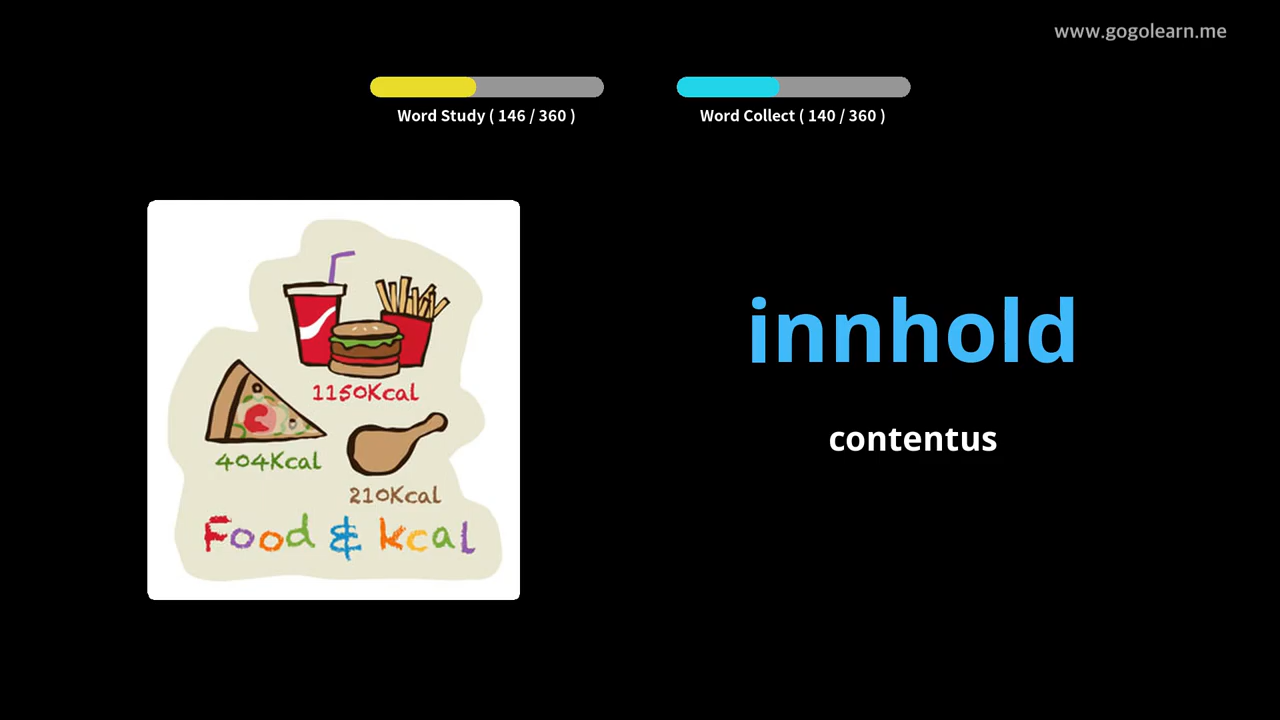 www.gogolearn.me
Word Study ( 146 / 360 )
Word Collect ( 140 / 360 )
1150Kcal
404Kcal
210Kcal
Food & kcal
innhold
contentus